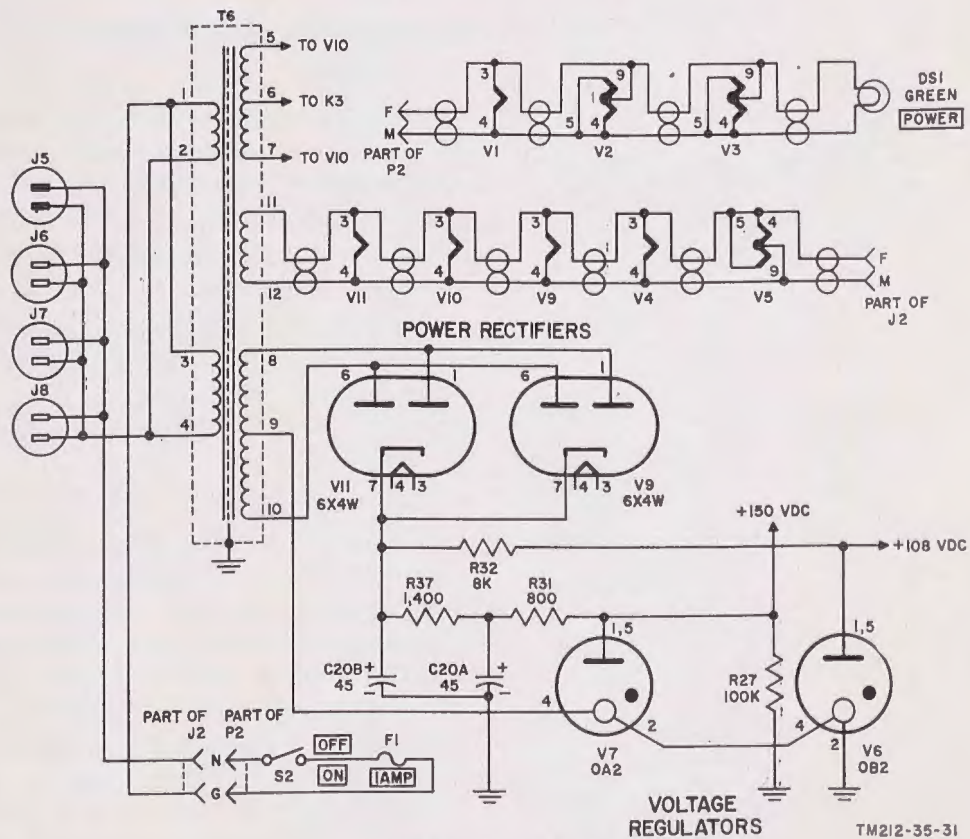 T6
5
TO V10
6
TO K3
7
TO V10
1
2
3
4
11
12
8
9
10
J5
J6
J7
J8
F
M
PART OF
P2
3
4
V1
9
1
5
4
V2
9
5
4
V3
DS1
GREEN
POWER
3
4
V11
3
4
V10
3
4
V9
3
4
V4
5
4
9
V5
F
M
PART OF
J2
POWER RECTIFIERS
6
1
7
4
3
V11
6X4W
6
1
7
4
3
V9
6X4W
+150 VDC
+108 VDC
R32
8K
R37
1,400
R31
800
C20B
45
+
-
C20A
45
+
-
1,5
4
2
V7
OA2
R27
100K
1,5
4
2
V6
OB2
PART OF
J2
PART OF
P2
N
G
S2
OFF
ON
F1
1AMP
VOLTAGE
REGULATORS
TM212-35-31